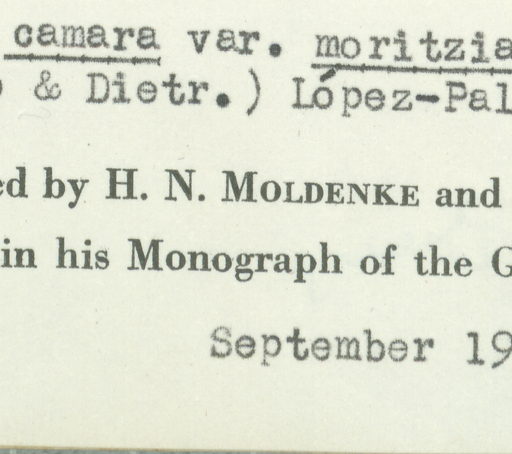 camara var. moritzia
& Dietr.) López-Pal
ed by H. N. MOLDENKE and
in his Monograph of the G
September 19